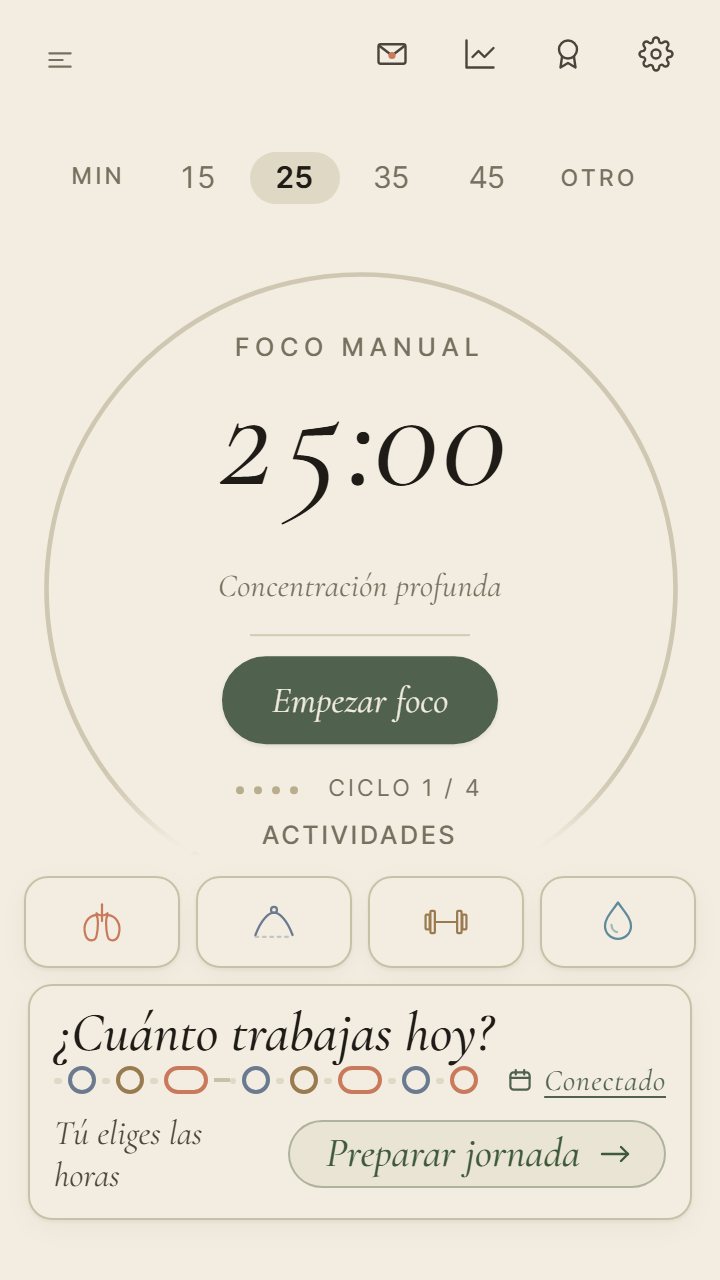 MIN 15 25 35 45 OTRO
FOCO MANUAL
25:00
Concentración profunda
Empezar foco
CICLO 1 / 4
ACTIVIDADES
¿Cuánto trabajas hoy?
Conectado
Tú eliges las
horas
Preparar jornada →